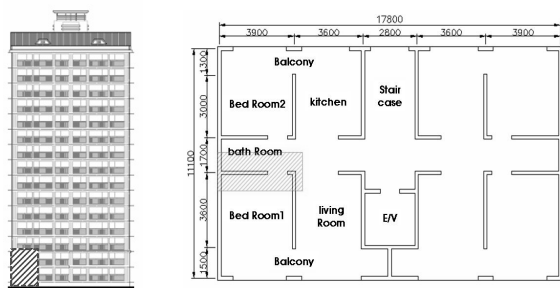 17800
3900 3600 2800 3600 3900
Balcony
1300
Bed Room2
kitchen
Stair
case
3000
11100
1700
bath Room
3600
Bed Room1
living
Room
E/V
Balcony
1500